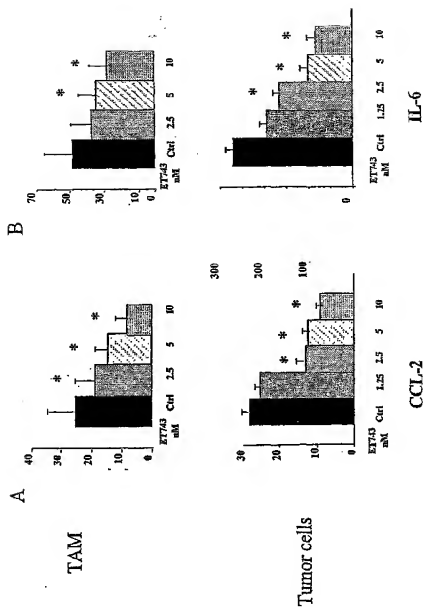 A
B
TAM
40
30
20
10
0
*
*
*
Ctrl 2.5 5 10
ET743
nM
70
50
30
10
0
*
*
Ctrl 2.5 5 10
ET743
nM
Tumor cells
30
20
10
0
*
*
*
Ctrl 1.25 2.5 5 10
ET743
nM
CCL-2
300
200
100
0
*
*
*
Ctrl 1.25 2.5 5 10
ET743
nM
IL-6